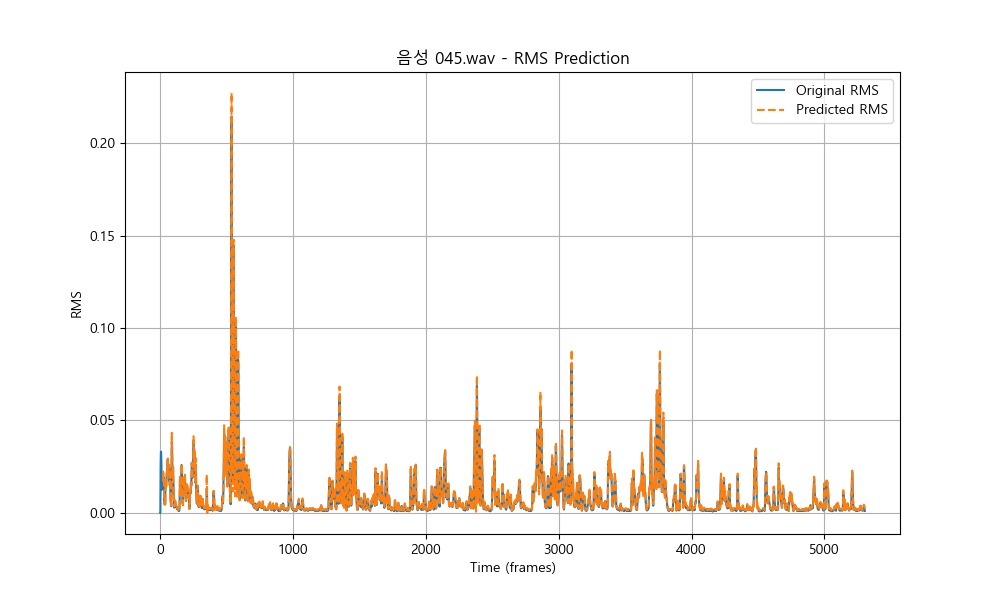 음성 045.wav - RMS Prediction
Original RMS
Predicted RMS
RMS
0.20
0.15
0.10
0.05
0.00
0 1000 2000 3000 4000 5000
Time (frames)